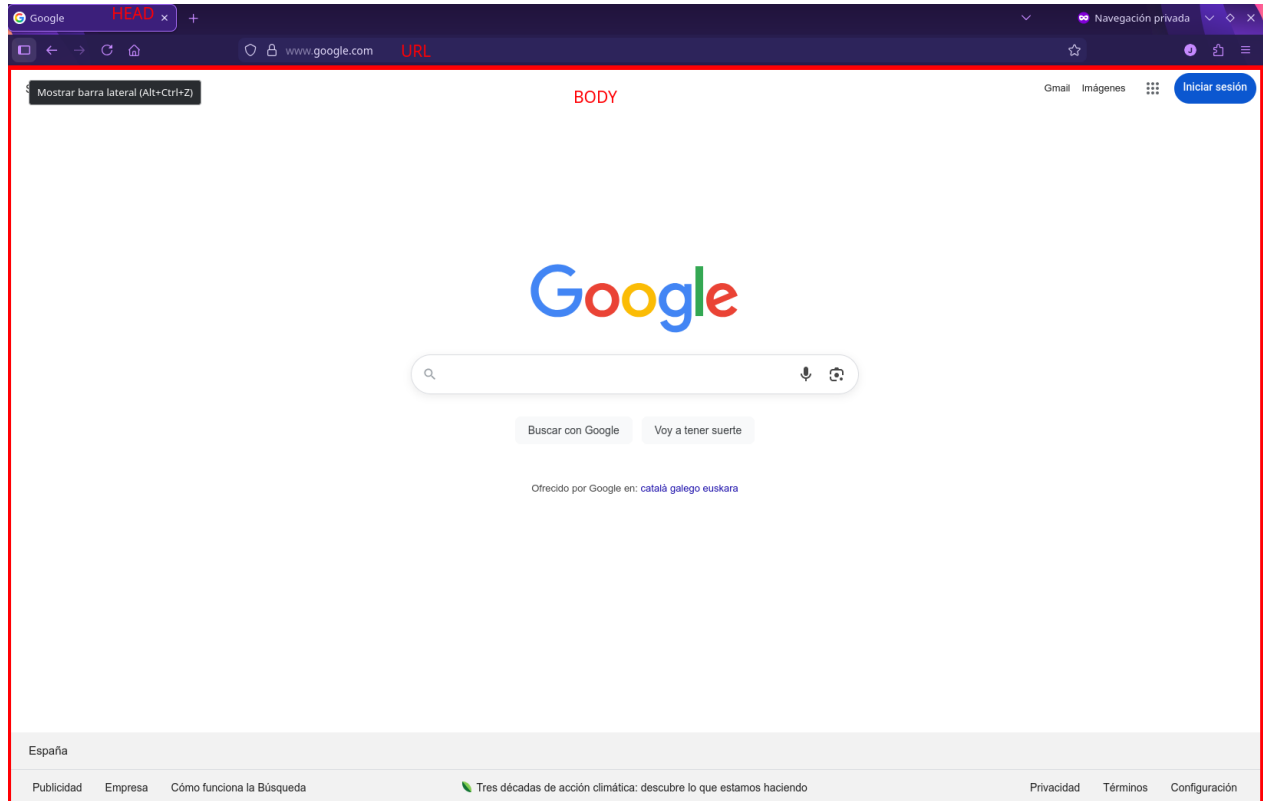 Google HEAD
Navegación privada
www.google.com URL
Mostrar barra lateral (Alt+Ctrl+Z)
BODY
Gmail Imágenes Iniciar sesión
Google
Buscar con Google Voy a tener suerte
Ofrecido por Google en: català galego euskara
España
Publicidad Empresa Cómo funciona la Búsqueda Tres décadas de acción climática: descubre lo que estamos haciendo Privacidad Términos Configuración